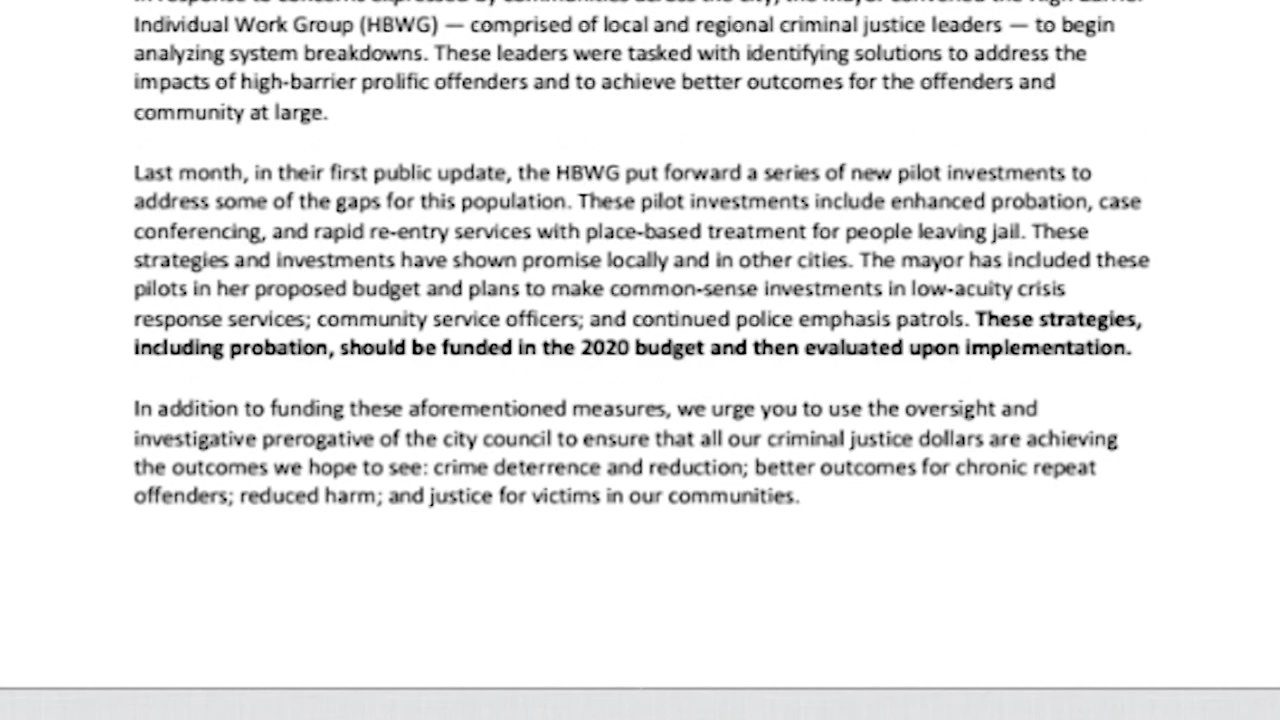 Individual Work Group (HBWG) — comprised of local and regional criminal justice leaders — to begin
analyzing system breakdowns. These leaders were tasked with identifying solutions to address the
impacts of high-barrier prolific offenders and to achieve better outcomes for the offenders and
community at large.
Last month, in their first public update, the HBWG put forward a series of new pilot investments to
address some of the gaps for this population. These pilot investments include enhanced probation, case
conferencing, and rapid re-entry services with place-based treatment for people leaving jail. These
strategies and investments have shown promise locally and in other cities. The mayor has included these
pilots in her proposed budget and plans to make common-sense investments in low-acuity crisis
response services; community service officers; and continued police emphasis patrols. These strategies,
including probation, should be funded in the 2020 budget and then evaluated upon implementation.
In addition to funding these aforementioned measures, we urge you to use the oversight and
investigative prerogative of the city council to ensure that all our criminal justice dollars are achieving
the outcomes we hope to see: crime deterrence and reduction; better outcomes for chronic repeat
offenders; reduced harm; and justice for victims in our communities.